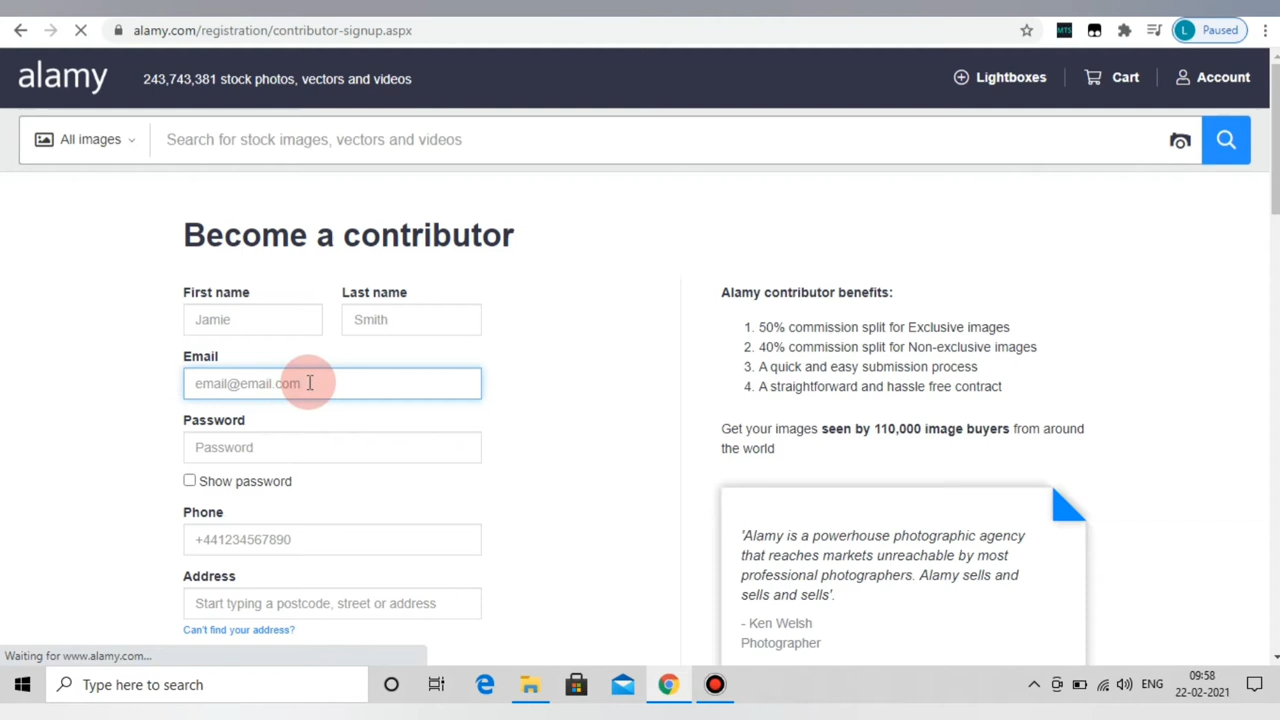 alamy.com/registration/contributor-signup.aspx
MTS
L Paused
alamy 243,743,381 stock photos, vectors and videos
Lightboxes Cart Account
All images Search for stock images, vectors and videos
Become a contributor
First name Last name
Jamie Smith
Email
email@email.com
Password
Password
Show password
Phone
+441234567890
Address
Start typing a postcode, street or address
Can't find your address?
Alamy contributor benefits:
1. 50% commission split for Exclusive images
2. 40% commission split for Non-exclusive images
3. A quick and easy submission process
4. A straightforward and hassle free contract
Get your images seen by 110,000 image buyers from around
the world
'Alamy is a powerhouse photographic agency
that reaches markets unreachable by most
professional photographers. Alamy sells and
sells and sells'.
- Ken Welsh
Photographer
Waiting for www.alamy.com...
Type here to search
ENG
09:58
22-02-2021